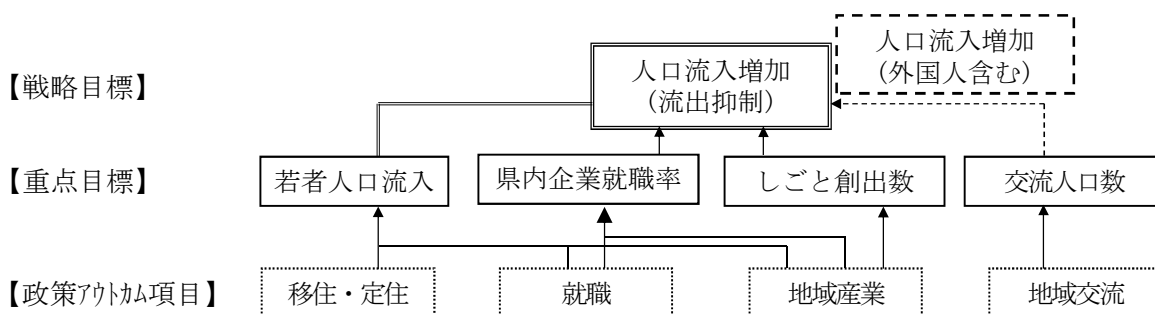 人口流入増加
（外国人含む）
【戦略目標】
人口流入増加
（流出抑制）
【重点目標】
若者人口流入
県内企業就職率
しごと創出数
交流人口数
【政策ｱｳﾄｶﾑ項目】
移住・定住
就職
地域産業
地域交流